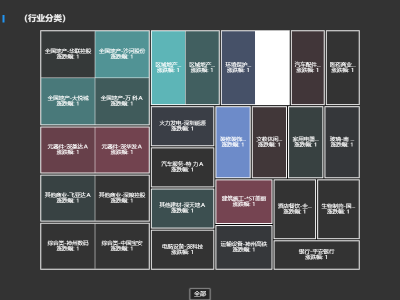 （行业分类）
全国地产-华联控股
涨跌幅: 1
全国地产-沙河股份
涨跌幅: 1
区域地产...
涨跌幅: 1
区域地产...
涨跌幅: 1
环境保护...
涨跌幅: 1
汽车配件...
涨跌幅: 1
医药商业...
涨跌幅: 1
全国地产-大悦城
涨跌幅: 1
全国地产-万 科Ａ
涨跌幅: 1
火力发电-深圳能源
涨跌幅: 1
装修装饰...
涨跌幅: 1
文教休闲...
涨跌幅: 1
家用电器...
涨跌幅: 1
玻璃-南 ...
涨跌幅: 1
元器件-深康达Ａ
涨跌幅: 1
元器件-深华发Ａ
涨跌幅: 1
汽车服务-特 力Ａ
涨跌幅: 1
其他商业-飞亚达Ａ
涨跌幅: 1
其他商业-深赛格
涨跌幅: 1
其他建材-深天地Ａ
涨跌幅: 1
建筑施工-*ST美丽
涨跌幅: 1
酒店餐饮-全...
涨跌幅: 1
生物制药-国...
涨跌幅: 1
综合类-神州数码
涨跌幅: 1
综合类-中国宝安
涨跌幅: 1
电脑设备-深科技
涨跌幅: 1
运输设备-神州高铁
涨跌幅: 1
银行-平安银行
涨跌幅: 1
全部